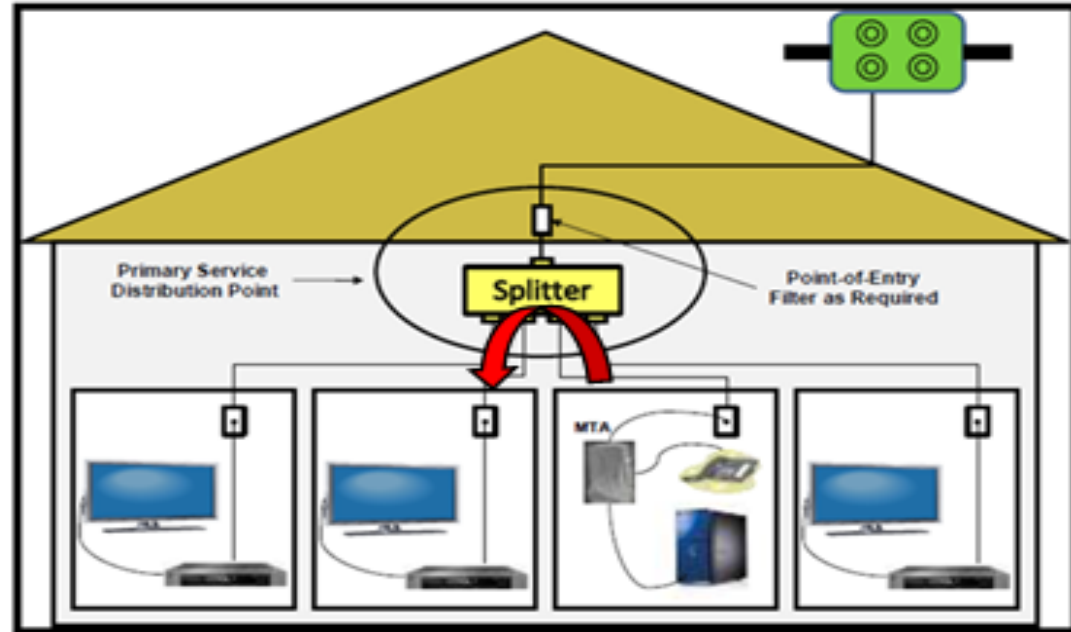 Primary Service
Distribution Point
Splitter
Point-of-Entry
Filter as Required
MTA